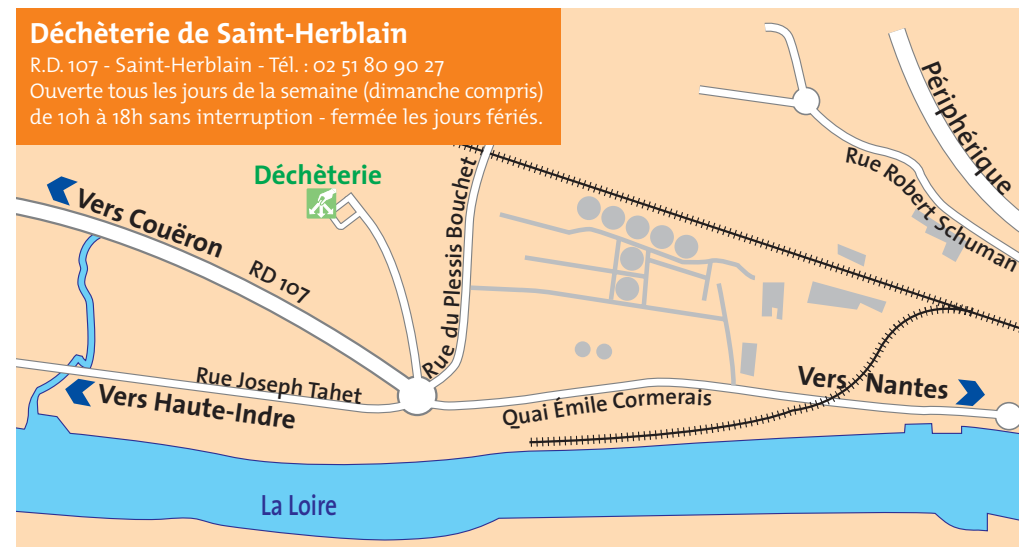 Déchèterie de Saint-Herblain
R.D. 107 - Saint-Herblain - Tél. : 02 51 80 90 27
Ouverte tous les jours de la semaine (dimanche compris)
de 10h à 18h sans interruption - fermée les jours fériés.
Périphérique
Rue Robert Schuman
Déchèterie
Rue du Plessis Bouchet
Vers Couëron
RD 107
Rue Joseph Tahet
Vers Haute-Indre
Quai Émile Cormerais
Vers Nantes
La Loire